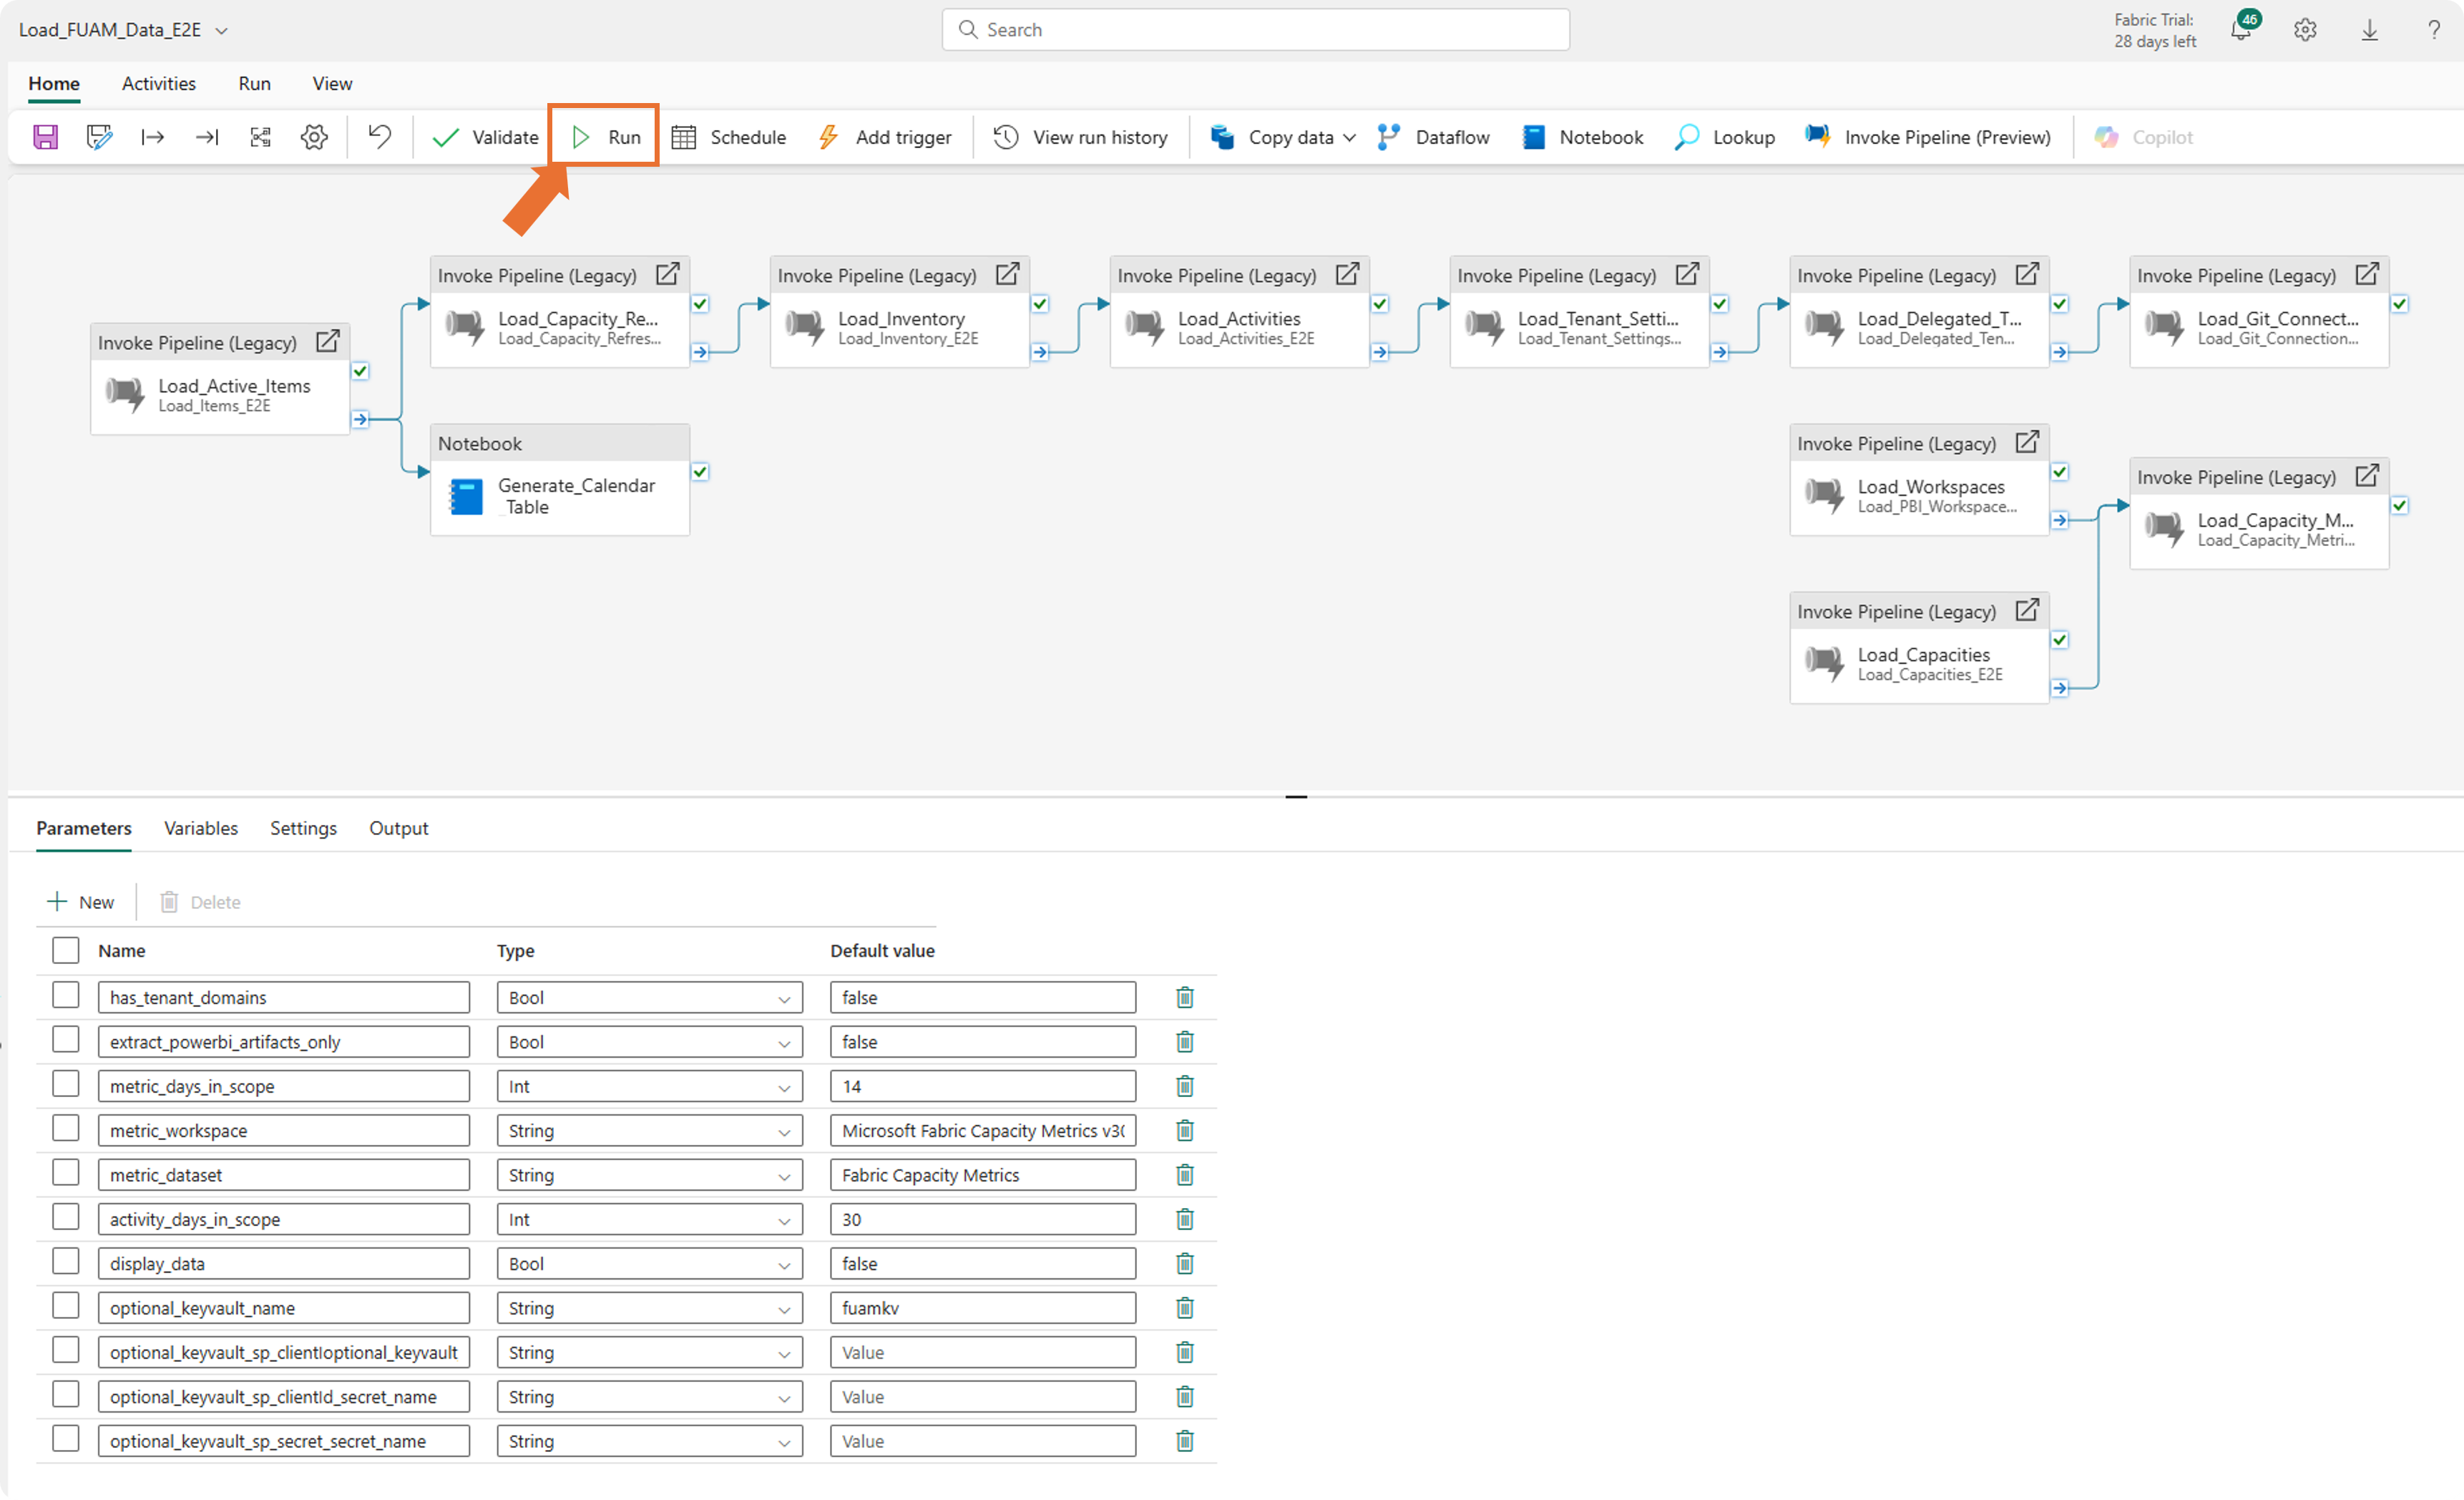 Load_FUAM_Data_E2E
Search
Fabric Trial:
28 days left
46
?
Home Activities Run View
Validate Run Schedule Add trigger View run history Copy data Dataflow Notebook Lookup Invoke Pipeline (Preview) Copilot
Invoke Pipeline (Legacy)
Load_Active_Items
Load_Items_E2E
Invoke Pipeline (Legacy)
Load_Capacity_Re...
Load_Capacity_Refres...
Invoke Pipeline (Legacy)
Load_Inventory
Load_Inventory_E2E
Invoke Pipeline (Legacy)
Load_Activities
Load_Activities_E2E
Invoke Pipeline (Legacy)
Load_Tenant_Setti...
Load_Tenant_Settings...
Invoke Pipeline (Legacy)
Load_Delegated_T...
Load_Delegated_Ten...
Invoke Pipeline (Legacy)
Load_Git_Connect...
Load_Git_Connection...
Notebook
Generate_Calendar
_Table
Invoke Pipeline (Legacy)
Load_Workspaces
Load_PBI_Workspace...
Invoke Pipeline (Legacy)
Load_Capacity_M...
Load_Capacity_Metri...
Invoke Pipeline (Legacy)
Load_Capacities
Load_Capacities_E2E
Parameters Variables Settings Output
New Delete
Name Type Default value
has_tenant_domains Bool false
extract_powerbi_artifacts_only Bool false
metric_days_in_scope Int 14
metric_workspace String Microsoft Fabric Capacity Metrics
metric_dataset String Fabric Capacity Metrics
activity_days_in_scope Int 30
display_data Bool false
optional_keyvault_name String fuamkv
optional_keyvault_sp_clientIoptional_keyvault String Value
optional_keyvault_sp_clientId_secret_name String Value
optional_keyvault_sp_secret_secret_name String Value